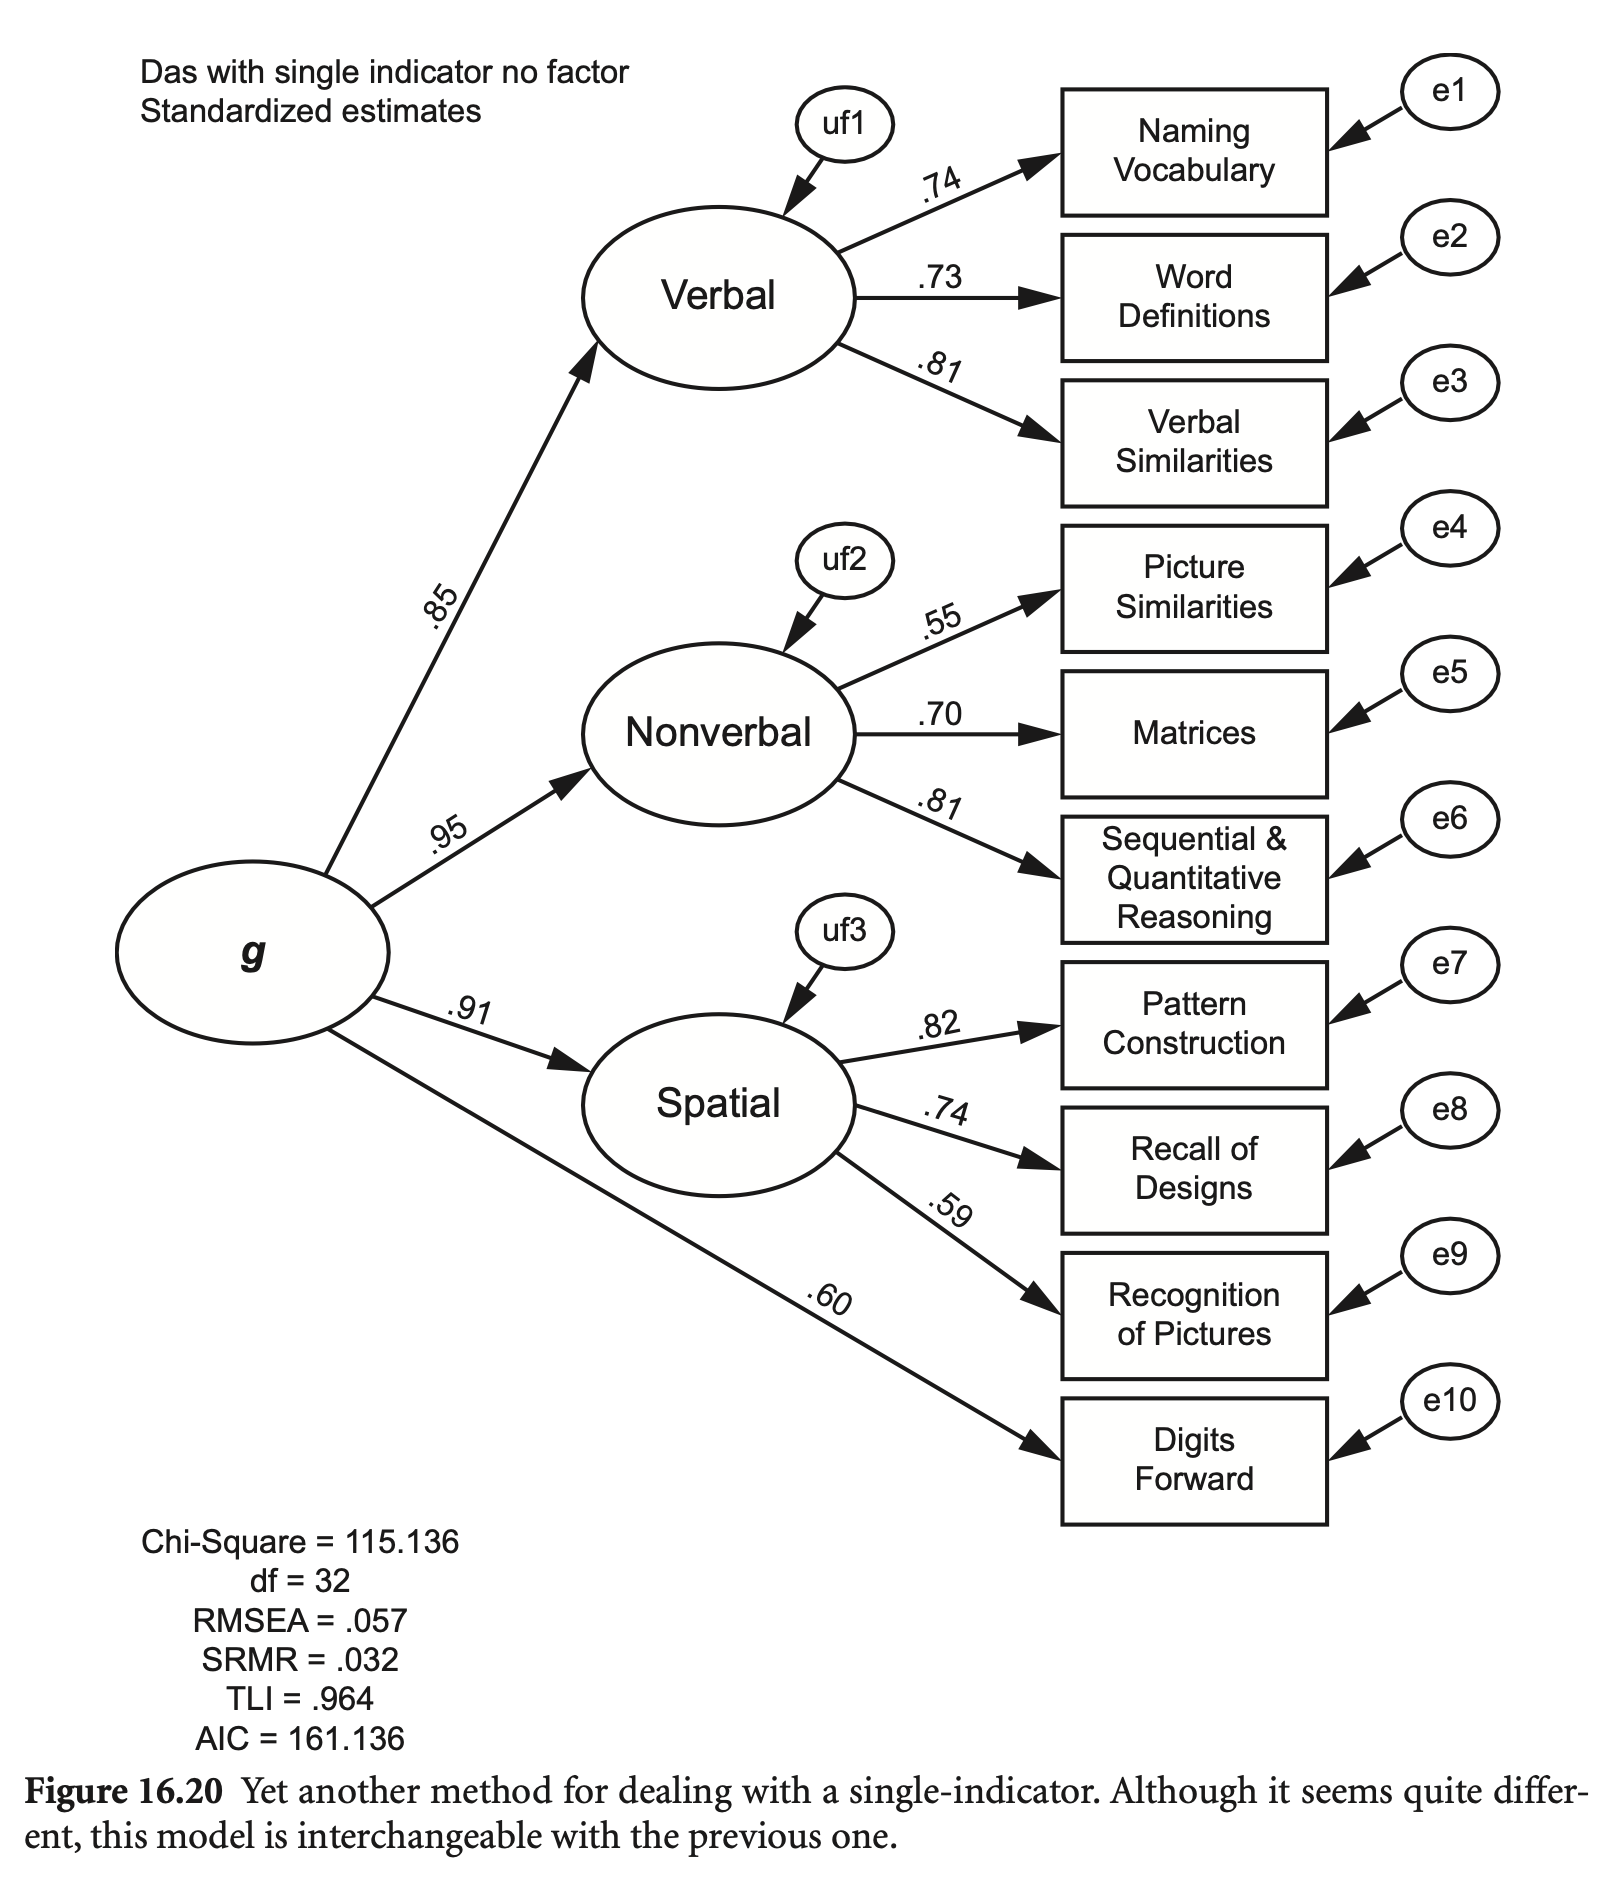 Das with single indicator no factor
Standardized estimates
uf1
e1
Naming
Vocabulary
.74
e2
Verbal
.73
Word
Definitions
.81
e3
Verbal
Similarities
.85
uf2
e4
Picture
Similarities
.55
e5
Nonverbal
.70
Matrices
.81
e6
Sequential &
Quantitative
Reasoning
.95
g
uf3
e7
Pattern
Construction
.82
.91
Spatial
.74
e8
Recall of
Designs
.59
e9
Recognition
of Pictures
.60
e10
Digits
Forward
Chi-Square = 115.136
df = 32
RMSEA = .057
SRMR = .032
TLI = .964
AIC = 161.136
Figure 16.20 Yet another method for dealing with a single-indicator. Although it seems quite differ-
ent, this model is interchangeable with the previous one.